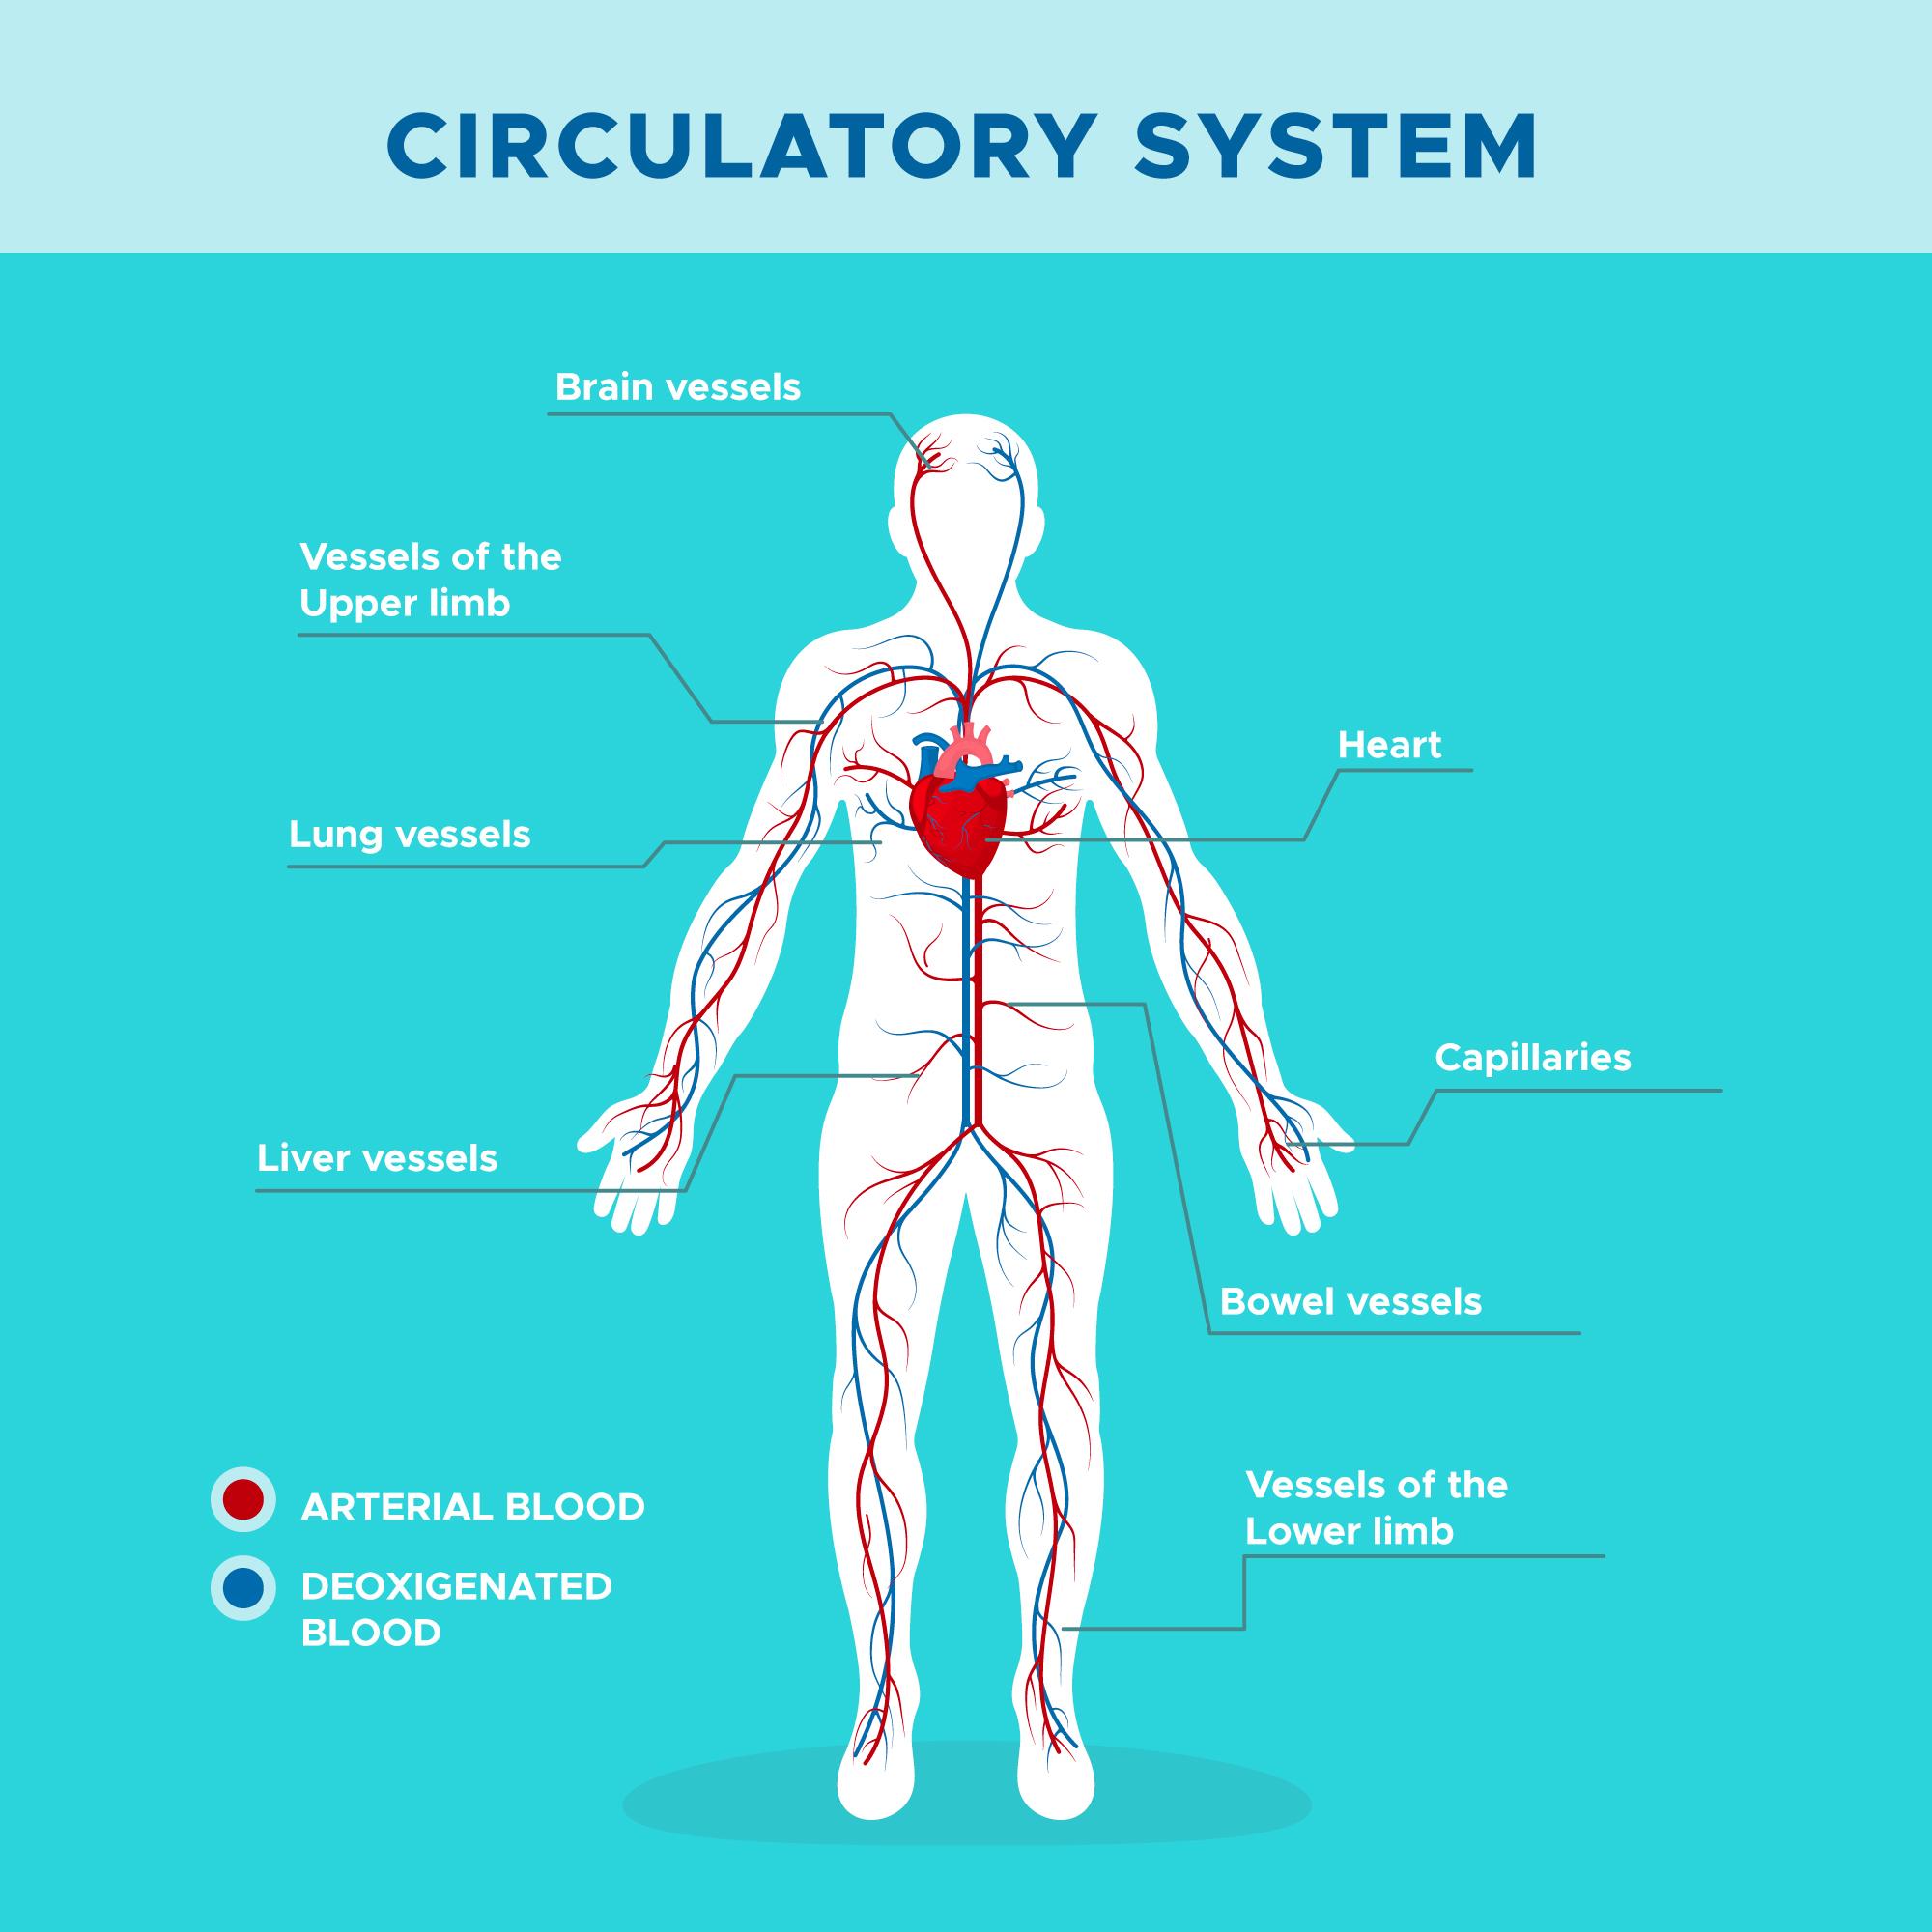 CIRCULATORY SYSTEM
Brain vessels
Vessels of the
Upper limb
Heart
Lung vessels
Capillaries
Liver vessels
Bowel vessels
Vessels of the
Lower limb
ARTERIAL BLOOD
DEOXIGENATED
BLOOD